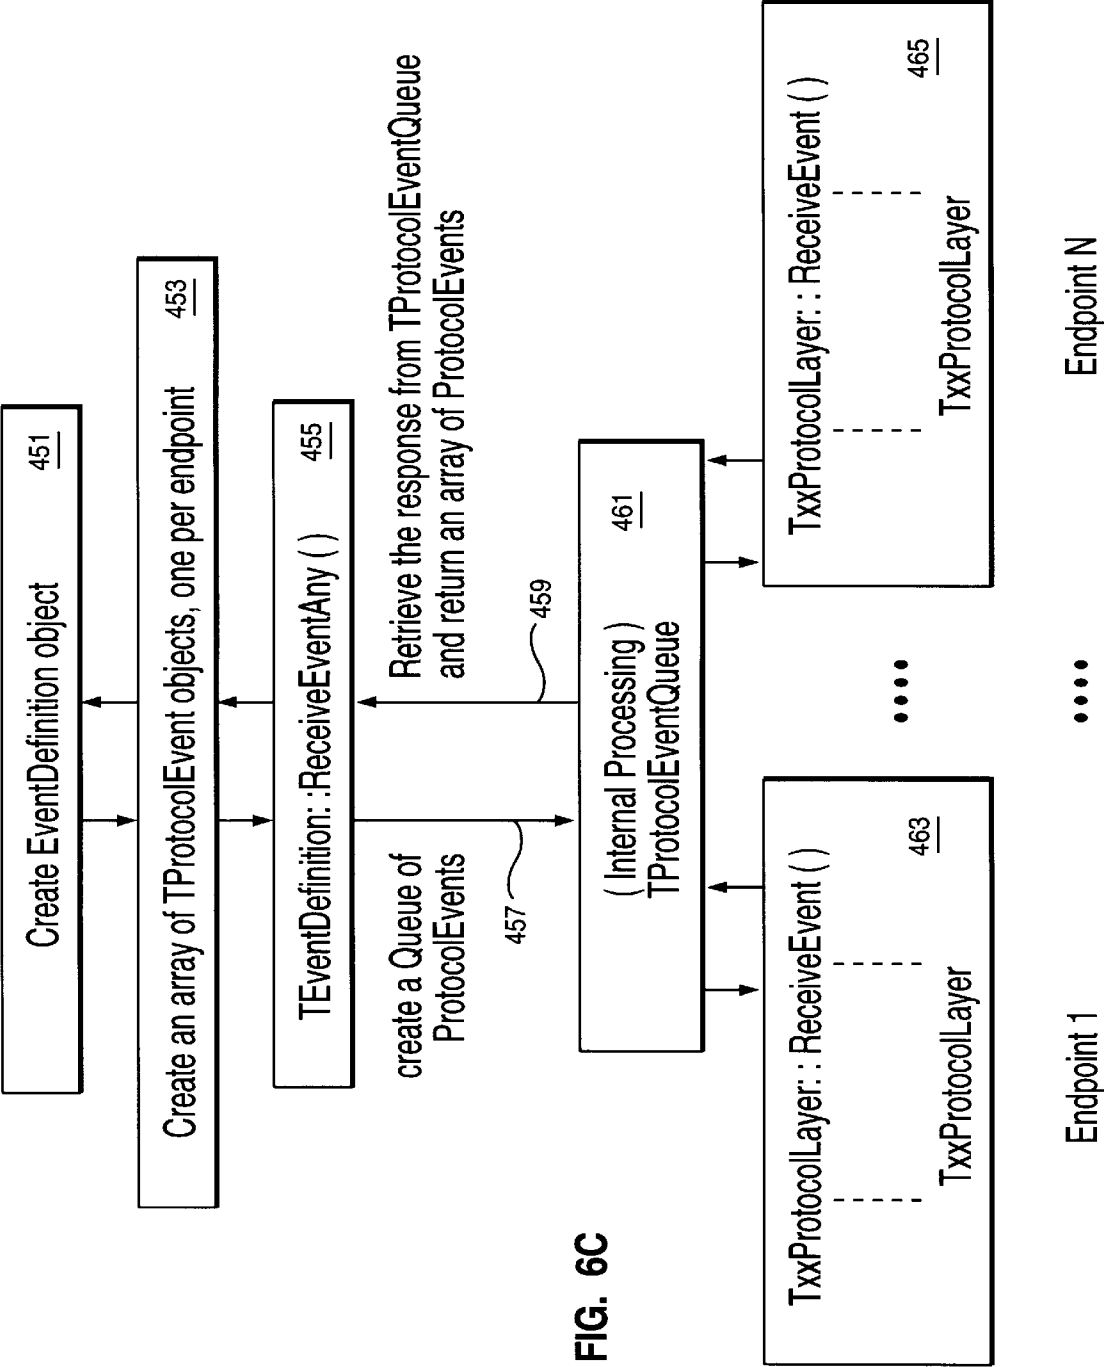 Create EventDefinition object
451
Create an array of TProtocolEvent objects, one per endpoint
453
TEventDefinition: :ReceiveEventAny ( )
455
create a Queue of
ProtocolEvents
457
Retrieve the response from TProtocolEventQueue
and return an array of ProtocolEvents
459
( Internal Processing )
TProtocolEventQueue
461
TxxProtocolLayer: : ReceiveEvent ( )
463
TxxProtocolLayer
Endpoint 1
TxxProtocolLayer: : ReceiveEvent ( )
465
TxxProtocolLayer
Endpoint N
FIG. 6C